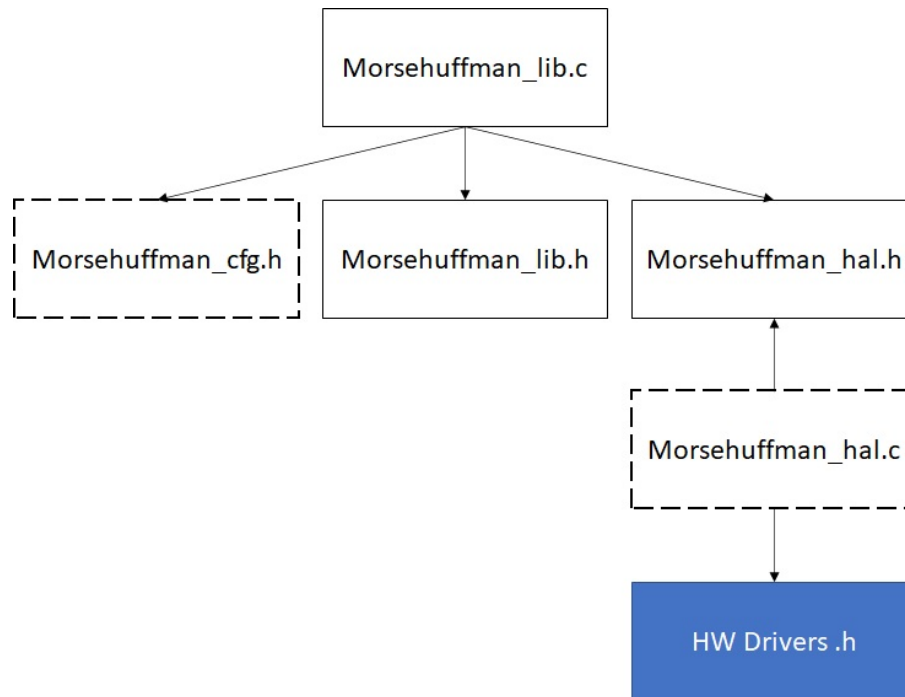 Morsehuffman_lib.c
Morsehuffman_cfg.h
Morsehuffman_lib.h
Morsehuffman_hal.h
Morsehuffman_hal.c
HW Drivers .h